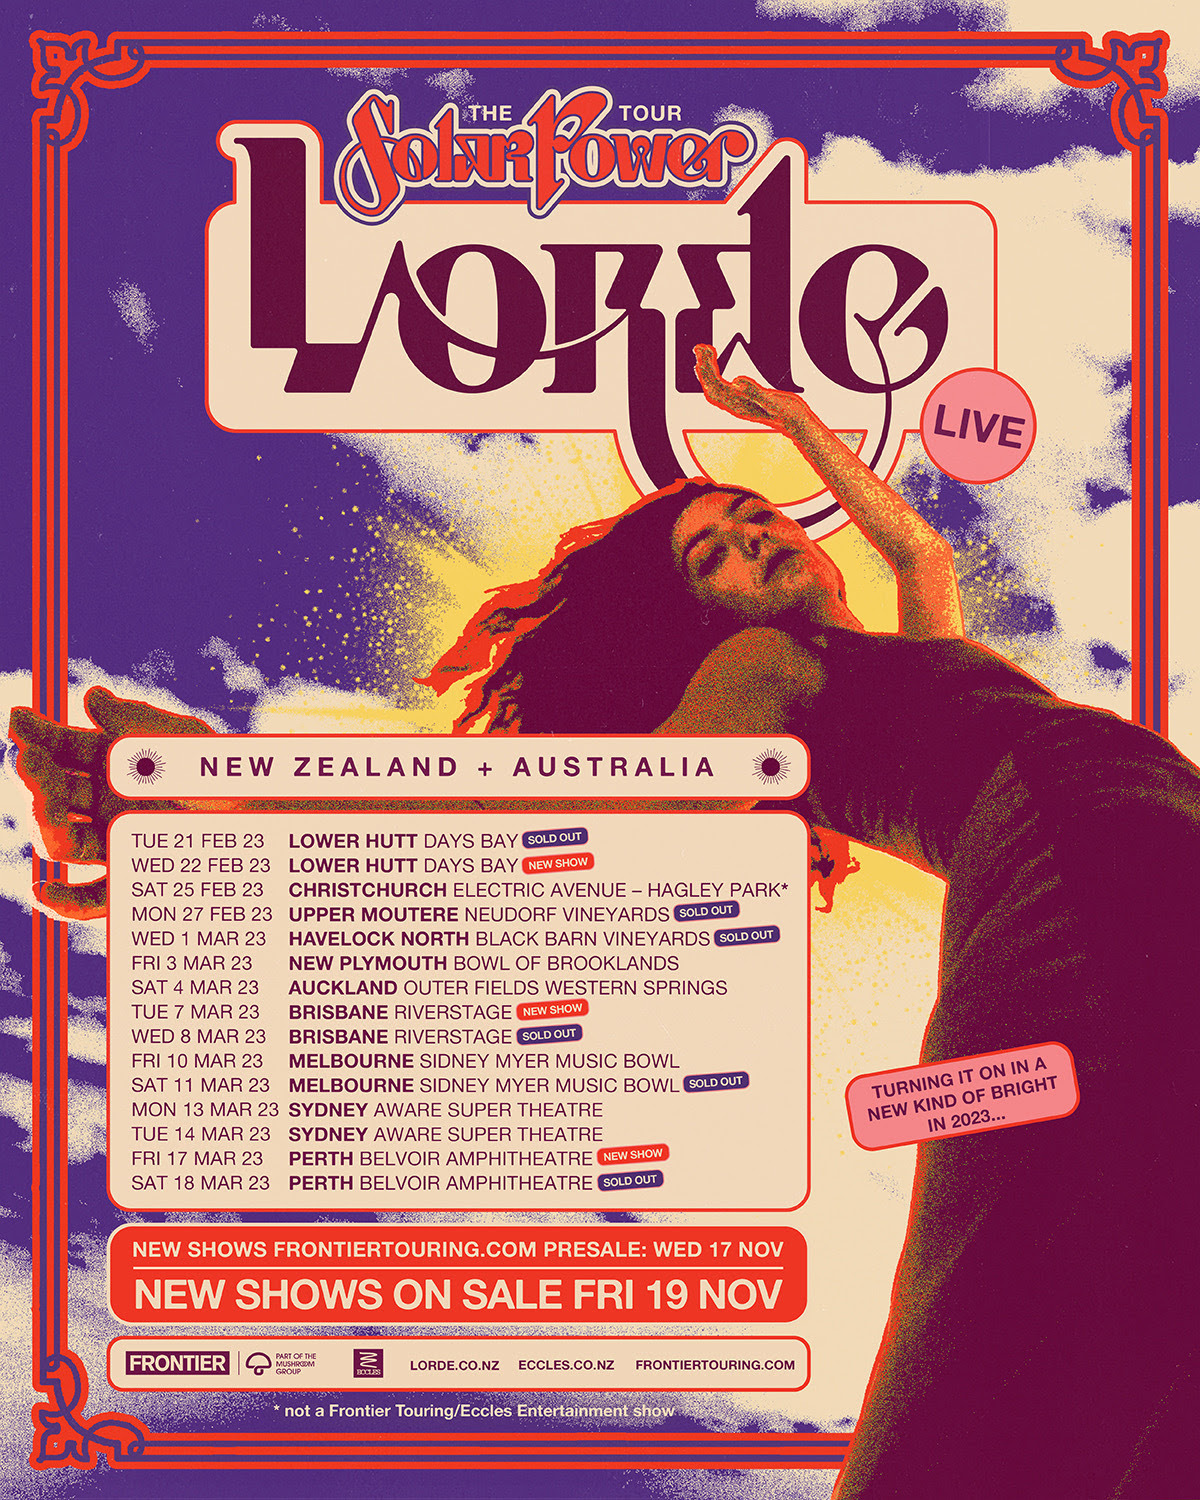 THE
TOUR
Solar Power
Lorde
LIVE
NEW ZEALAND + AUSTRALIA
TUE 21 FEB 23 LOWER HUTT DAYS BAY SOLD OUT
WED 22 FEB 23 LOWER HUTT DAYS BAY NEW SHOW
SAT 25 FEB 23 CHRISTCHURCH ELECTRIC AVENUE – HAGLEY PARK*
MON 27 FEB 23 UPPER MOUTERE NEUDORF VINEYARDS SOLD OUT
WED 1 MAR 23 HAVELOCK NORTH BLACK BARN VINEYARDS SOLD OUT
FRI 3 MAR 23 NEW PLYMOUTH BOWL OF BROOKLANDS
SAT 4 MAR 23 AUCKLAND OUTER FIELDS WESTERN SPRINGS
TUE 7 MAR 23 BRISBANE RIVERSTAGE NEW SHOW
WED 8 MAR 23 BRISBANE RIVERSTAGE SOLD OUT
FRI 10 MAR 23 MELBOURNE SIDNEY MYER MUSIC BOWL
SAT 11 MAR 23 MELBOURNE SIDNEY MYER MUSIC BOWL SOLD OUT
MON 13 MAR 23 SYDNEY AWARE SUPER THEATRE
TUE 14 MAR 23 SYDNEY AWARE SUPER THEATRE
FRI 17 MAR 23 PERTH BELVOIR AMPHITHEATRE NEW SHOW
SAT 18 MAR 23 PERTH BELVOIR AMPHITHEATRE SOLD OUT
TURNING IT ON IN A
NEW KIND OF BRIGHT
IN 2023...
NEW SHOWS FRONTIERTOURING.COM PRESALE: WED 17 NOV
NEW SHOWS ON SALE FRI 19 NOV
FRONTIER
PART OF THE
MUSHROOM
GROUP
ECCLES
LORDE.CO.NZ ECCLES.CO.NZ FRONTIERTOURING.COM
* not a Frontier Touring/Eccles Entertainment show